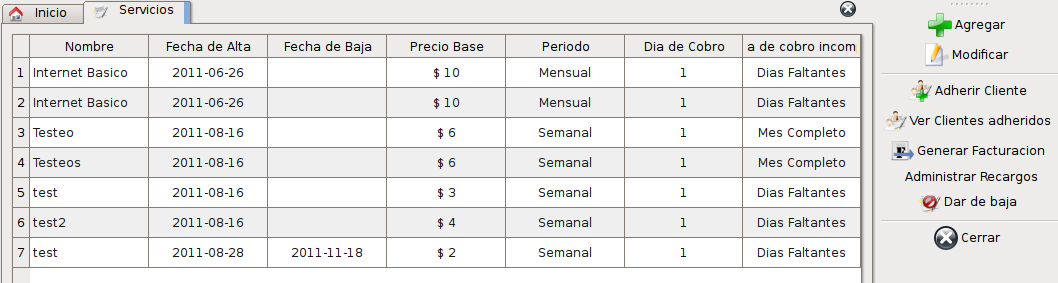 Inicio Servicios
Nombre Fecha de Alta Fecha de Baja Precio Base Periodo Dia de Cobro a de cobro incom
1 Internet Basico 2011-06-26 $ 10 Mensual 1 Dias Faltantes
2 Internet Basico 2011-06-26 $ 10 Mensual 1 Dias Faltantes
3 Testeo 2011-08-16 $ 6 Semanal 1 Mes Completo
4 Testeos 2011-08-16 $ 6 Semanal 1 Mes Completo
5 test 2011-08-16 $ 3 Semanal 1 Dias Faltantes
6 test2 2011-08-16 $ 4 Semanal 1 Dias Faltantes
7 test 2011-08-28 2011-11-18 $ 2 Semanal 1 Dias Faltantes
Agregar
Modificar
Adherir Cliente
Ver Clientes adheridos
Generar Facturacion
Administrar Recargos
Dar de baja
Cerrar